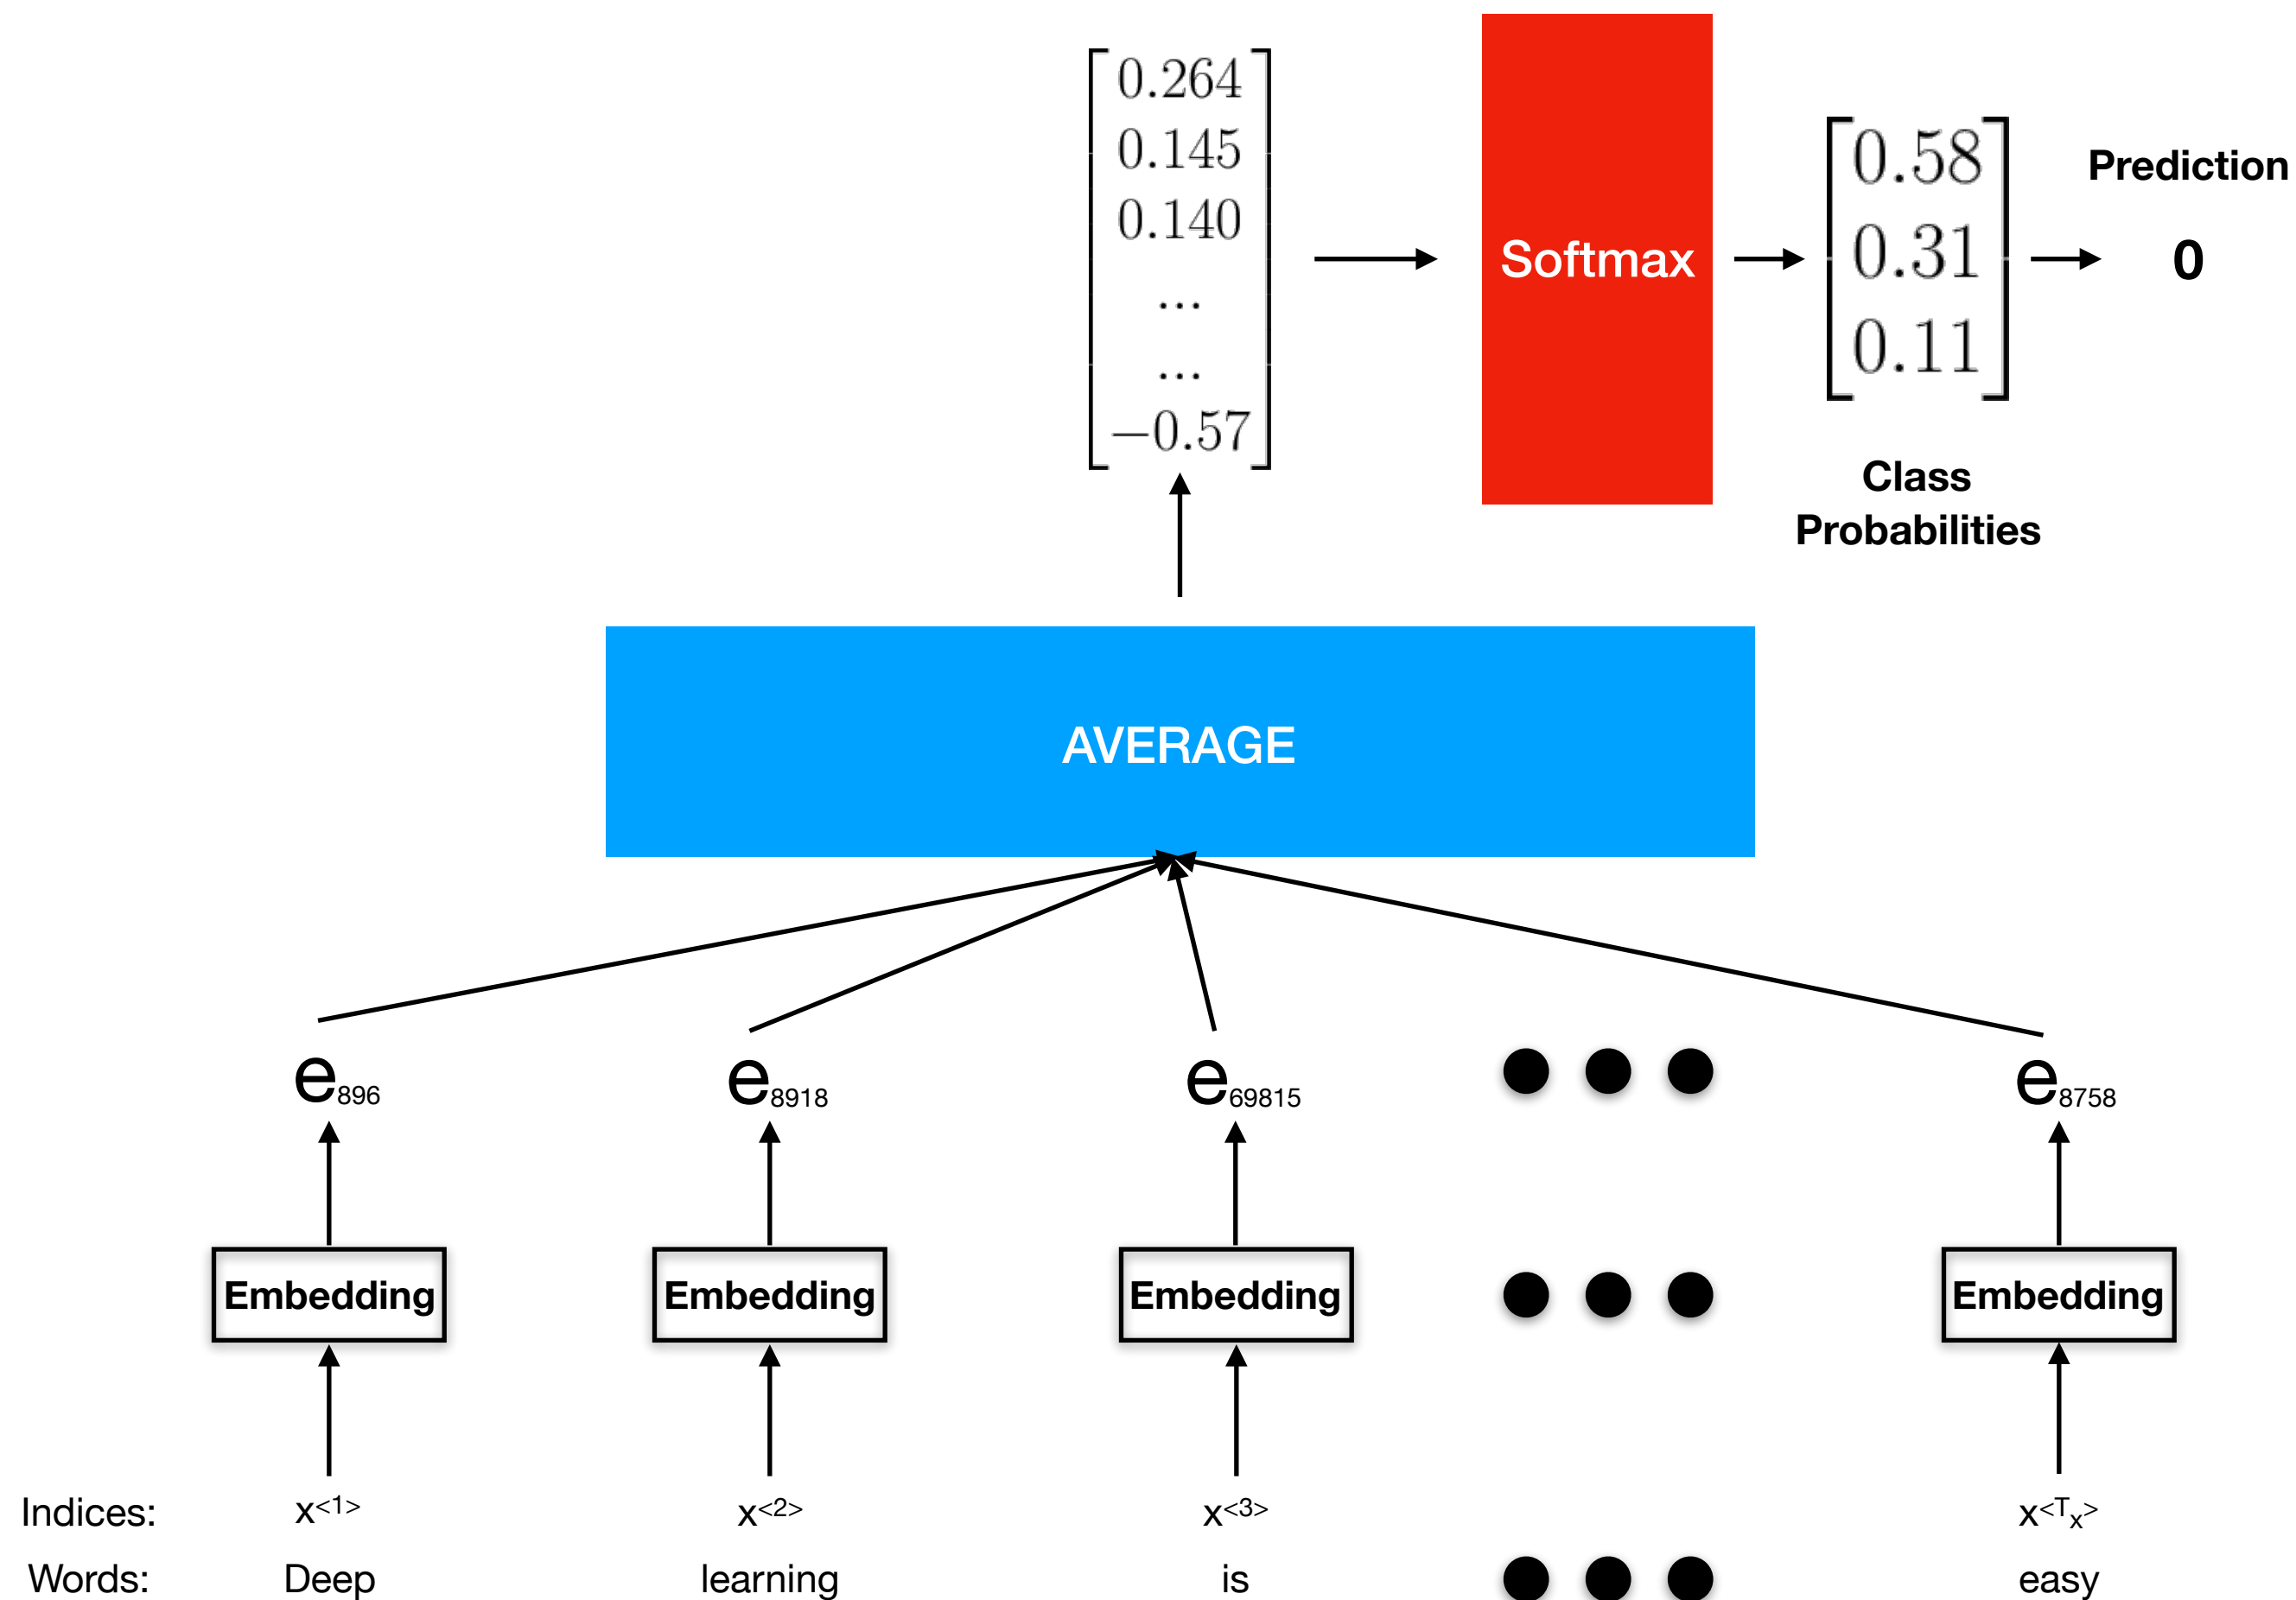 0.264
0.145
0.140
...
...
−0.57
Softmax
0.58
0.31
0.11
Prediction
0
Class
Probabilities
AVERAGE
e896 e8918 e69815 e8758
Embedding Embedding Embedding Embedding
Indices: x<1> x<2> x<3> x<Tx>
Words: Deep learning is easy